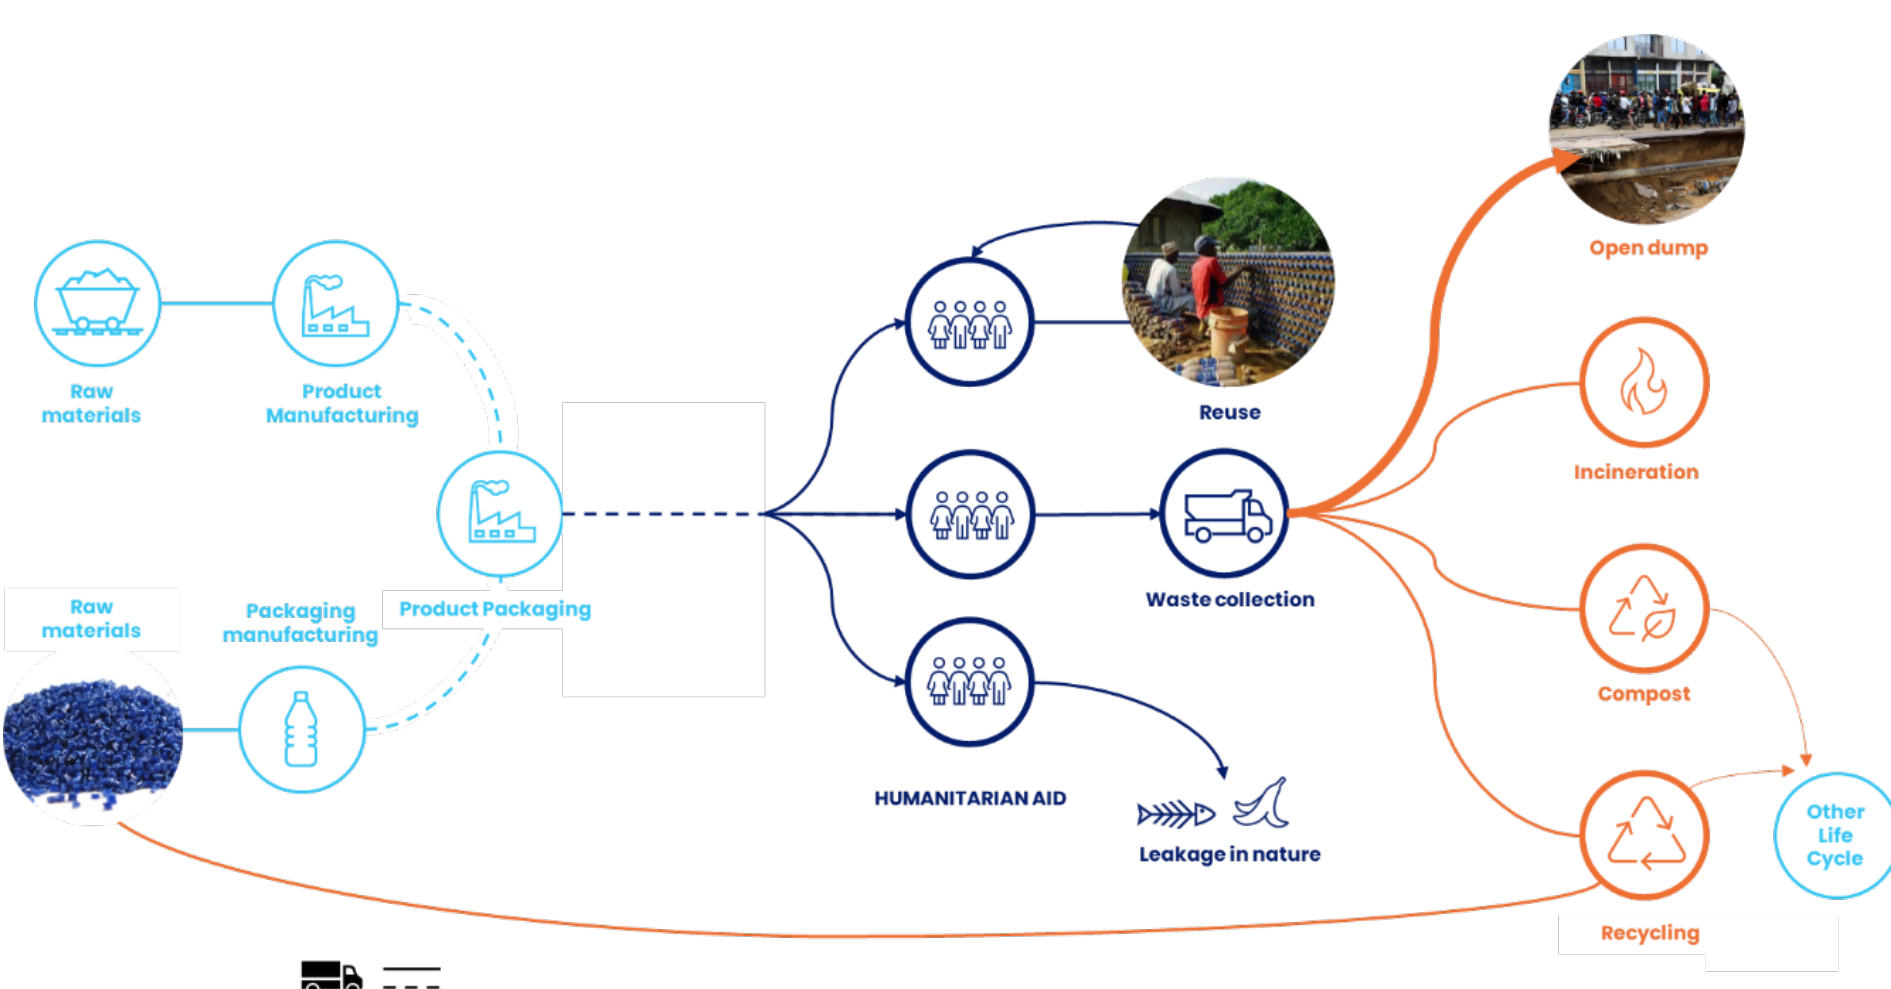 Open dump
Raw
materials
Product
Manufacturing
Reuse
Incineration
Raw
materials
Packaging
manufacturing
Product Packaging
Waste collection
Compost
HUMANITARIAN AID
Leakage in nature
Other
Life
Cycle
Recycling